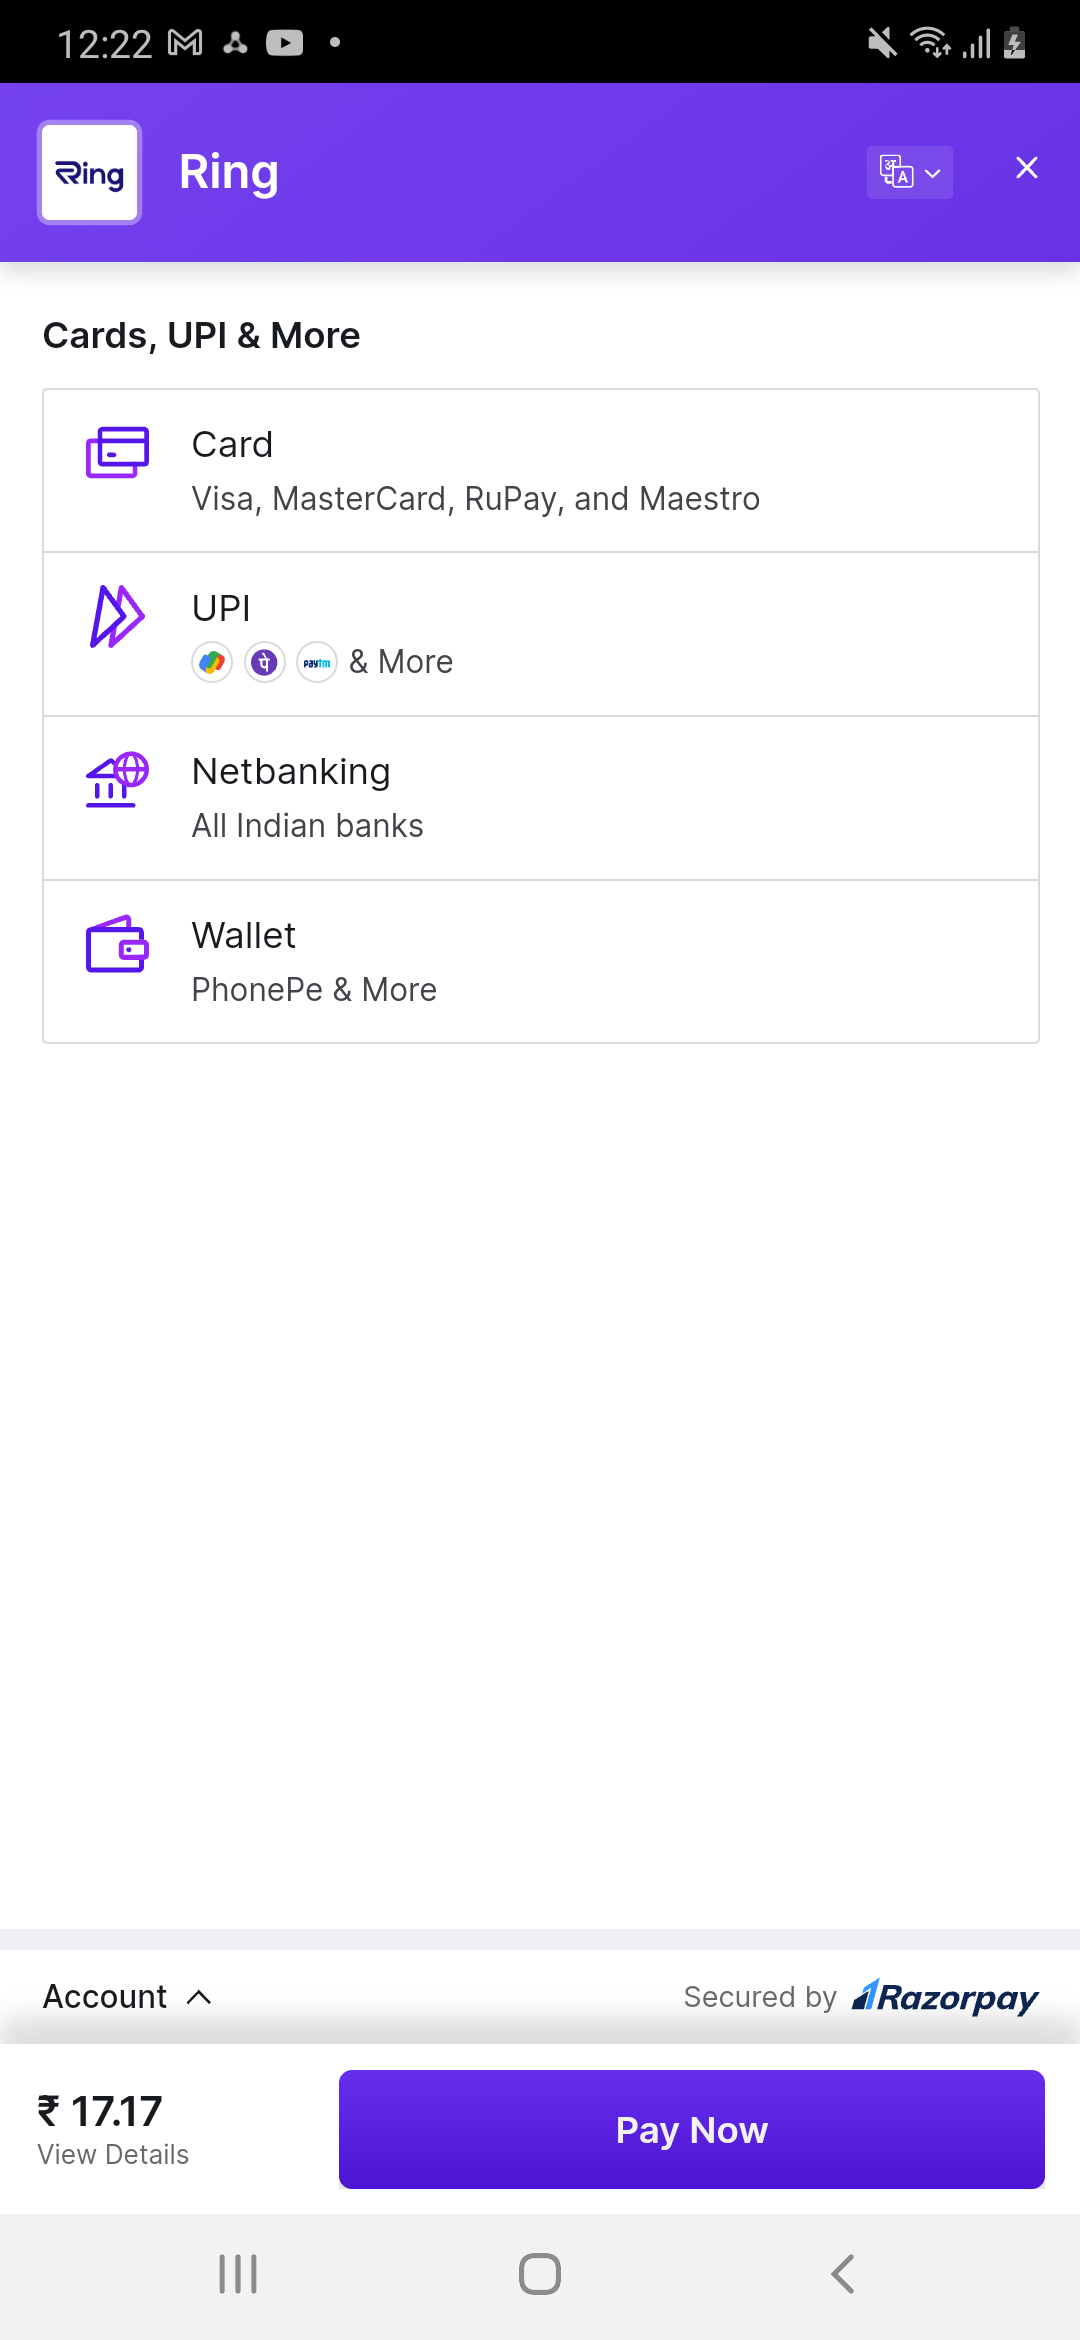 12:22
Ring
Ring
अ A
Cards, UPI & More
Card
Visa, MasterCard, RuPay, and Maestro
UPI
पे paytm & More
Netbanking
All Indian banks
Wallet
PhonePe & More
Account
Secured by Razorpay
₹ 17.17
View Details
Pay Now